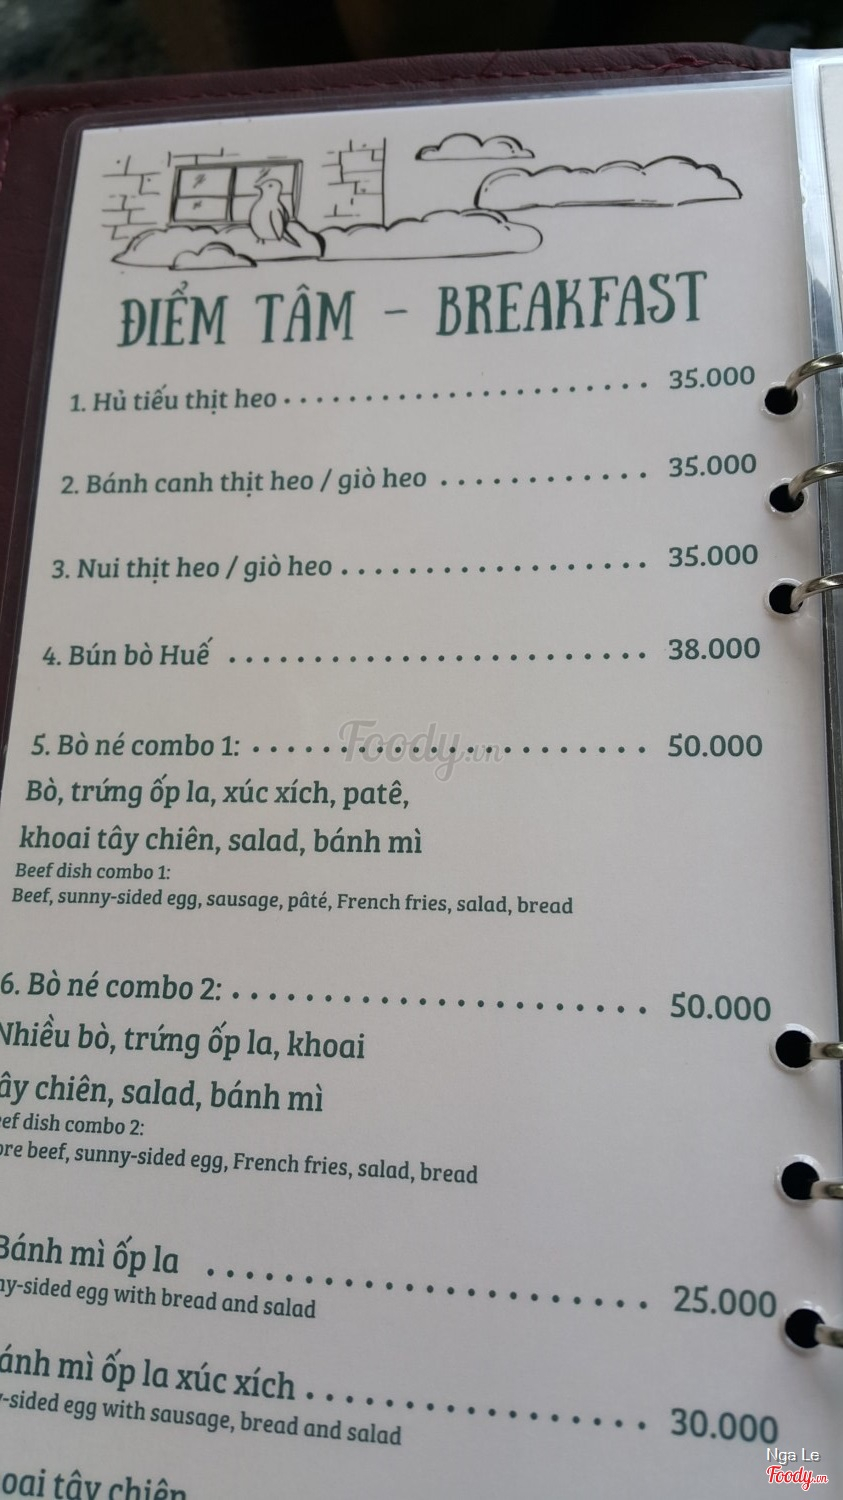 ĐIỂM TÂM - BREAKFAST
1. Hủ tiếu thịt heo 35.000
2. Bánh canh thịt heo / giò heo 35.000
3. Nui thịt heo / giò heo 35.000
4. Bún bò Huế 38.000
5. Bò né combo 1: 50.000
Foody.vn
Bò, trứng ốp la, xúc xích, patê,
khoai tây chiên, salad, bánh mì
Beef dish combo 1:
Beef, sunny-sided egg, sausage, pâté, French fries, salad, bread
6. Bò né combo 2: 50.000
Nhiều bò, trứng ốp la, khoai
ây chiên, salad, bánh mì
eef dish combo 2:
ore beef, sunny-sided egg, French fries, salad, bread
Bánh mì ốp la 25.000
ny-sided egg with bread and salad
ánh mì ốp la xúc xích 30.000
y-sided egg with sausage, bread and salad
oai tây chiên
Nga Le
Foody.vn